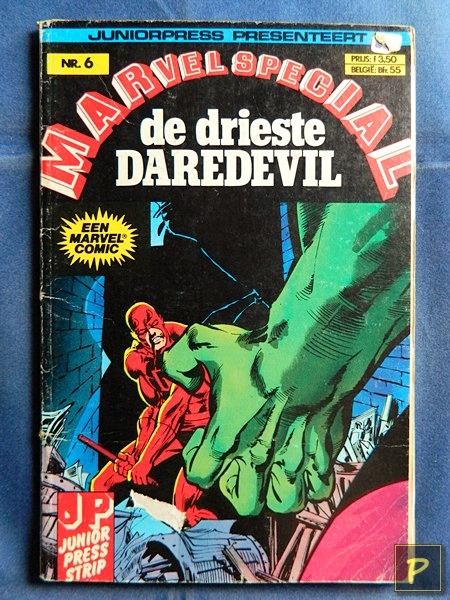 JUNIORPRESS PRESENTEERT
NR. 6
PRIJS: f 3.50
BELGIË: Bfr. 55
MARVEL SPECIAL
de drieste
DAREDEVIL
EEN
MARVEL®
COMIC
JP
JUNIOR
PRESS
STRIP
P